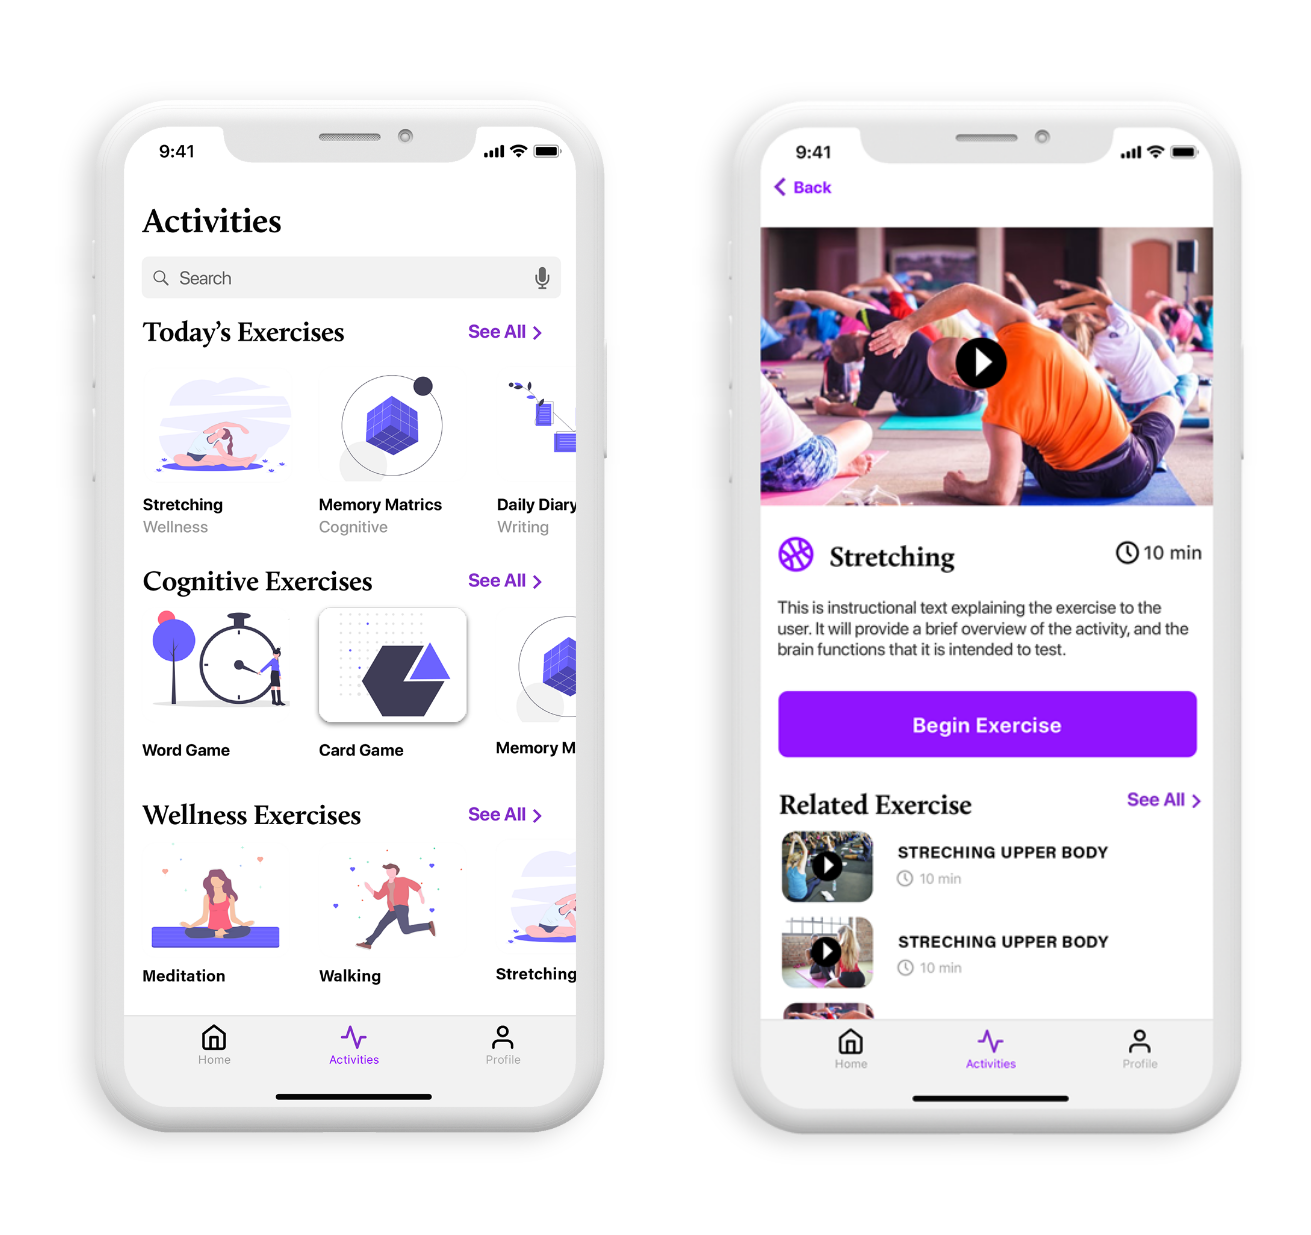 9:41
Activities
Search
Today's Exercises See All
Stretching Memory Matrics Daily Diary
Wellness Cognitive Writing
Cognitive Exercises See All
Word Game Card Game Memory M
Wellness Exercises See All
Meditation Walking Stretching
Home Activities Profile
9:41
Back
Stretching 10 min
This is instructional text explaining the exercise to the
user. It will provide a brief overview of the activity, and the
brain functions that it is intended to test.
Begin Exercise
Related Exercise See All
STRECHING UPPER BODY
10 min
STRECHING UPPER BODY
10 min
Home Activities Profile